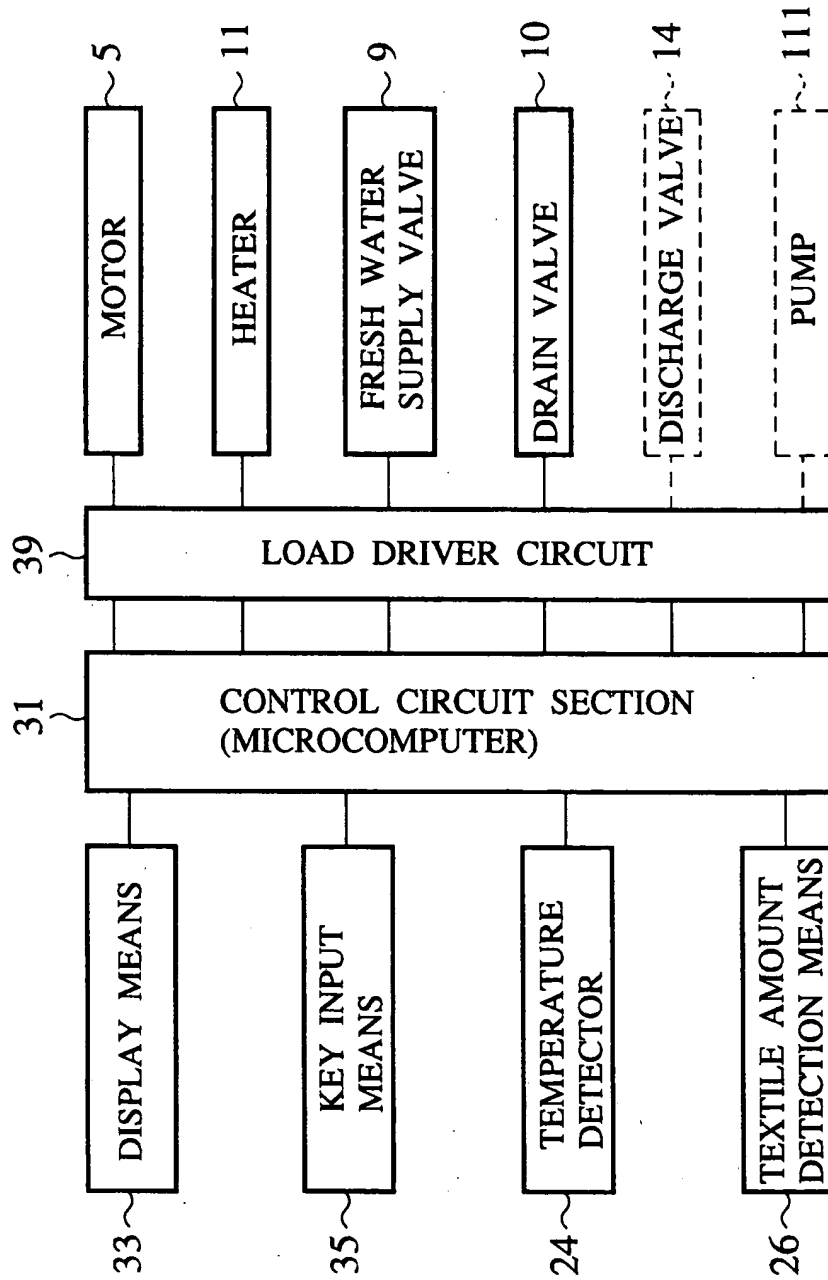 33
DISPLAY MEANS
35
KEY INPUT
MEANS
24
TEMPERATURE
DETECTOR
26
TEXTILE AMOUNT
DETECTION MEANS
31
CONTROL CIRCUIT SECTION
(MICROCOMPUTER)
39
LOAD DRIVER CIRCUIT
MOTOR
5
HEATER
11
FRESH WATER
SUPPLY VALVE
9
DRAIN VALVE
10
DISCHARGE VALVE
14
PUMP
111